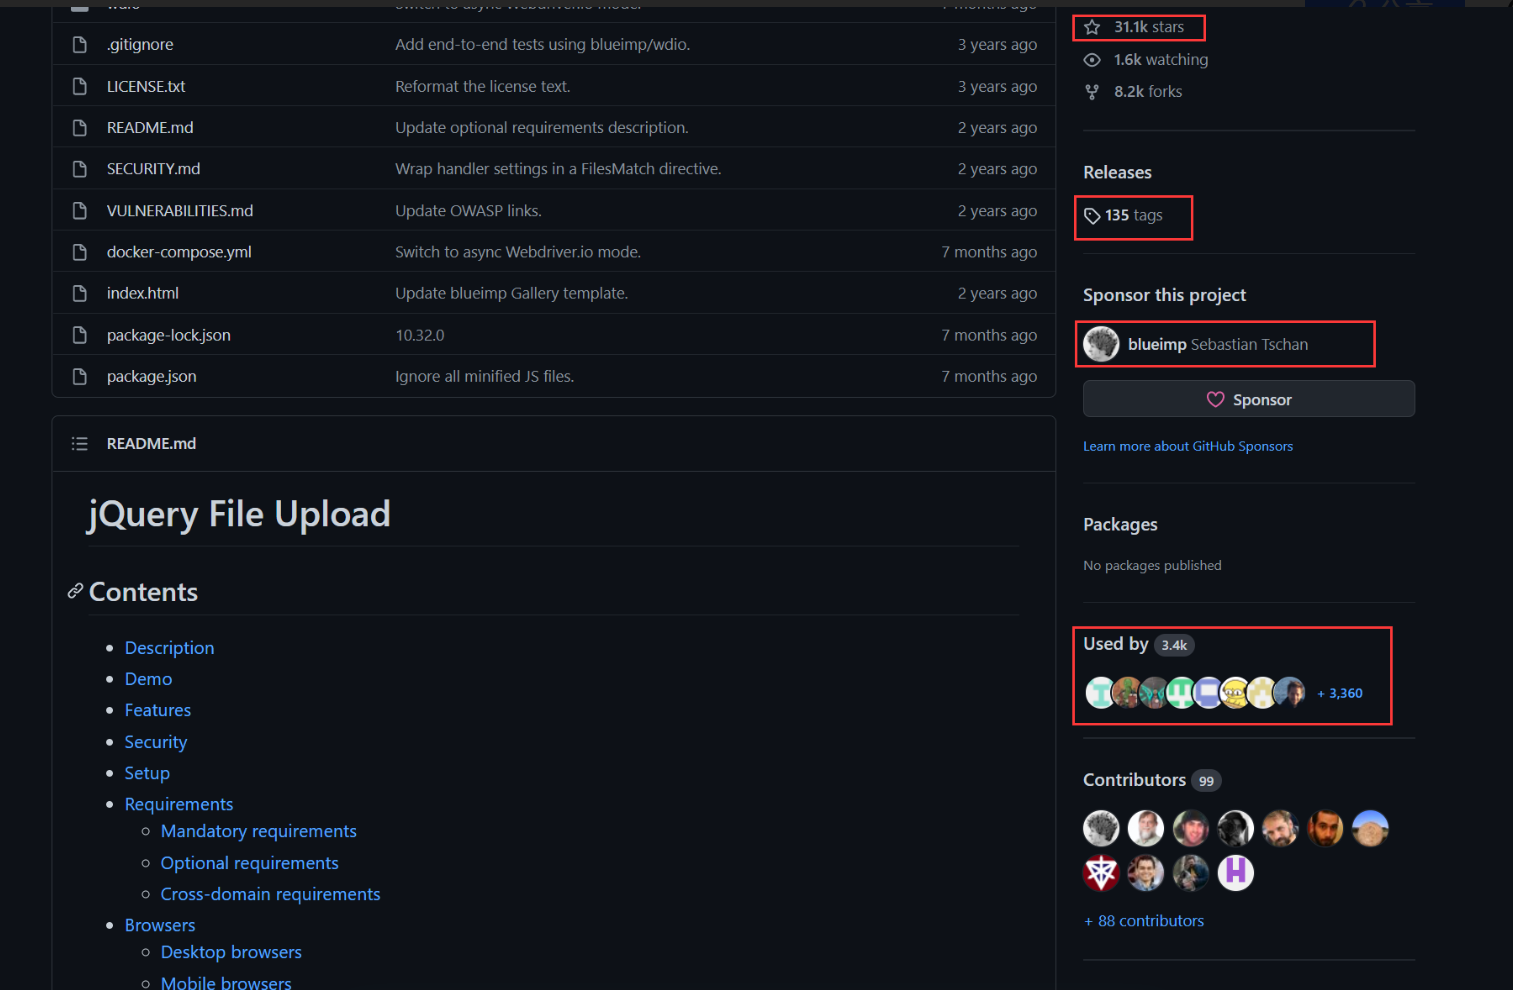 .gitignore Add end-to-end tests using blueimp/wdio. 3 years ago
LICENSE.txt Reformat the license text. 3 years ago
README.md Update optional requirements description. 2 years ago
SECURITY.md Wrap handler settings in a FilesMatch directive. 2 years ago
VULNERABILITIES.md Update OWASP links. 2 years ago
docker-compose.yml Switch to async Webdriver.io mode. 7 months ago
index.html Update blueimp Gallery template. 2 years ago
package-lock.json 10.32.0 7 months ago
package.json Ignore all minified JS files. 7 months ago
README.md
jQuery File Upload
Contents
Description
Demo
Features
Security
Setup
Requirements
Mandatory requirements
Optional requirements
Cross-domain requirements
Browsers
Desktop browsers
Mobile browsers
31.1k stars
1.6k watching
8.2k forks
Releases
135 tags
Sponsor this project
blueimp Sebastian Tschan
Sponsor
Learn more about GitHub Sponsors
Packages
No packages published
Used by 3.4k
+ 3,360
Contributors 99
H
+ 88 contributors